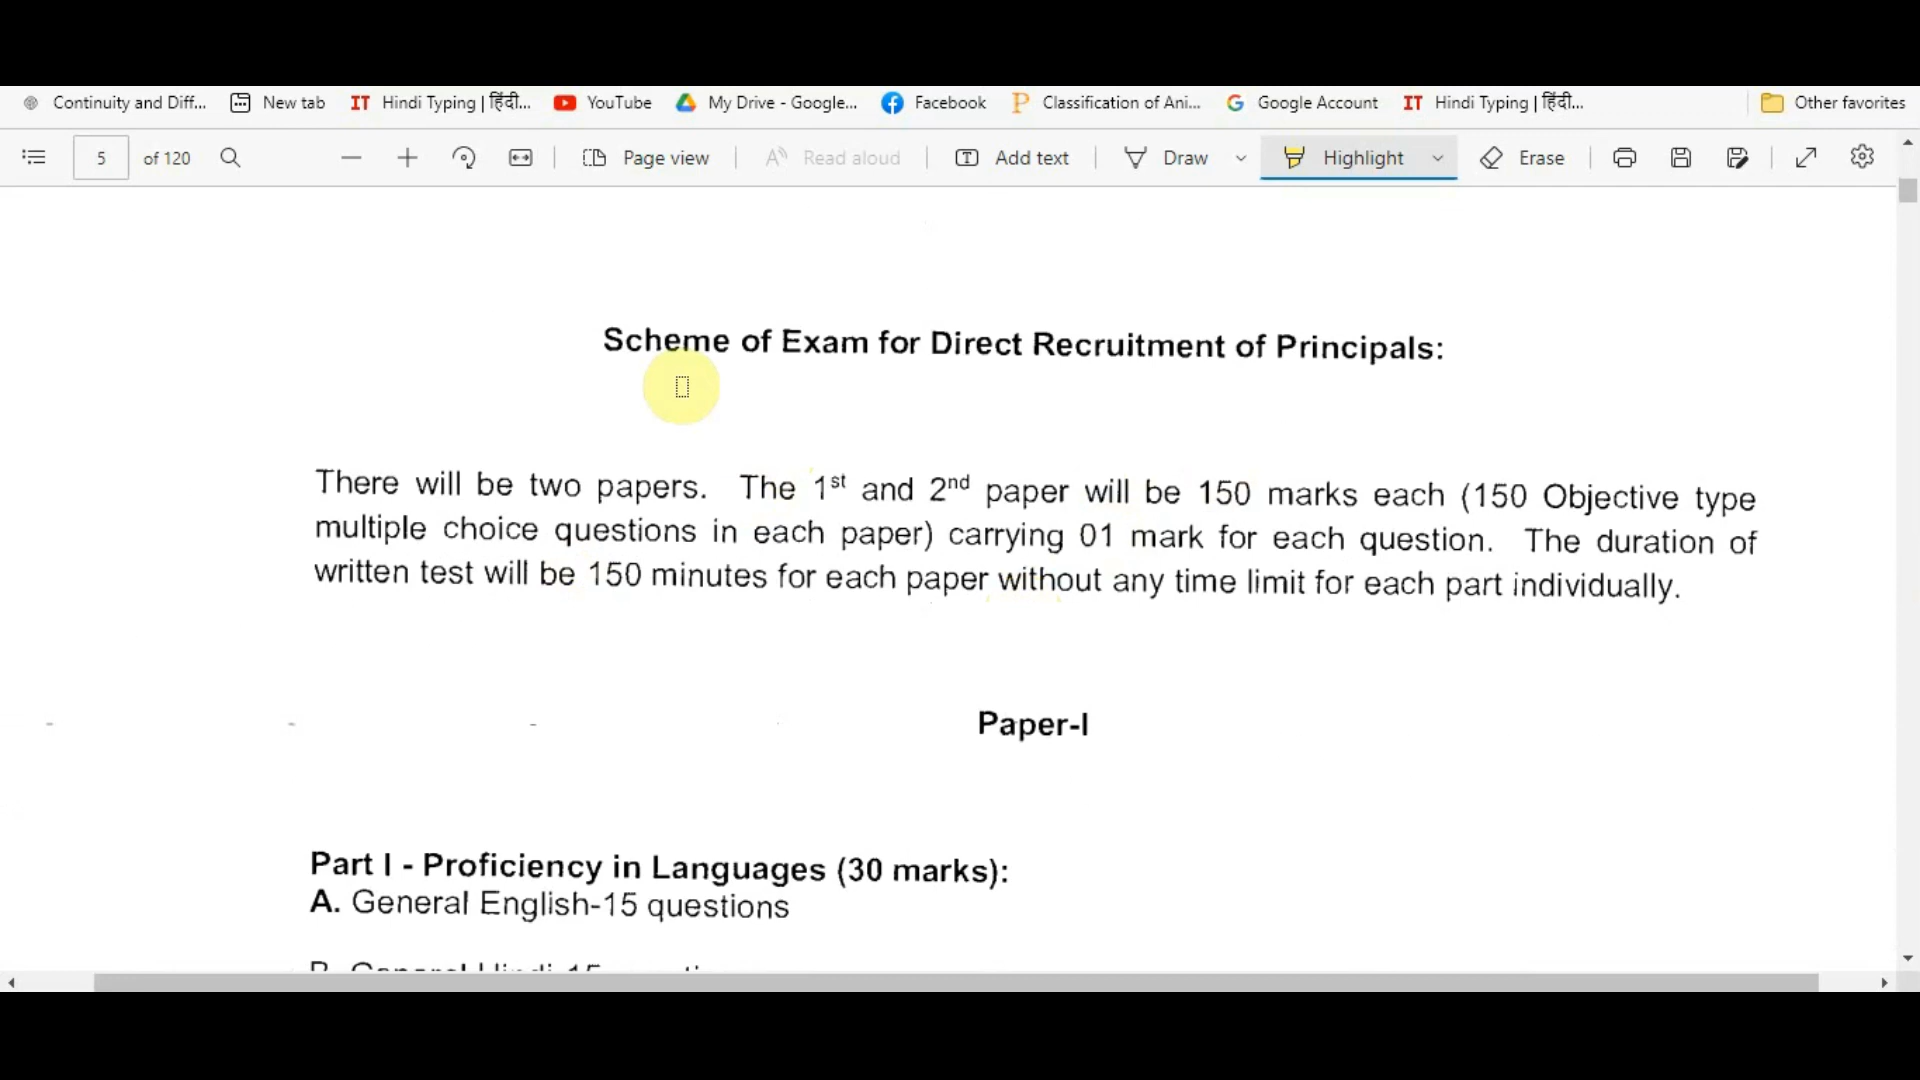 Continuity and Diff... New tab IT Hindi Typing | हिंदी... YouTube My Drive - Google... Facebook Classification of Ani... Google Account IT Hindi Typing | हिंदी... Other favorites
5 of 120 Page view Read aloud Add text Draw Highlight Erase
Scheme of Exam for Direct Recruitment of Principals:
There will be two papers. The 1st and 2nd paper will be 150 marks each (150 Objective type
multiple choice questions in each paper) carrying 01 mark for each question. The duration of
written test will be 150 minutes for each paper without any time limit for each part individually.
Paper-I
Part I - Proficiency in Languages (30 marks):
A. General English-15 questions